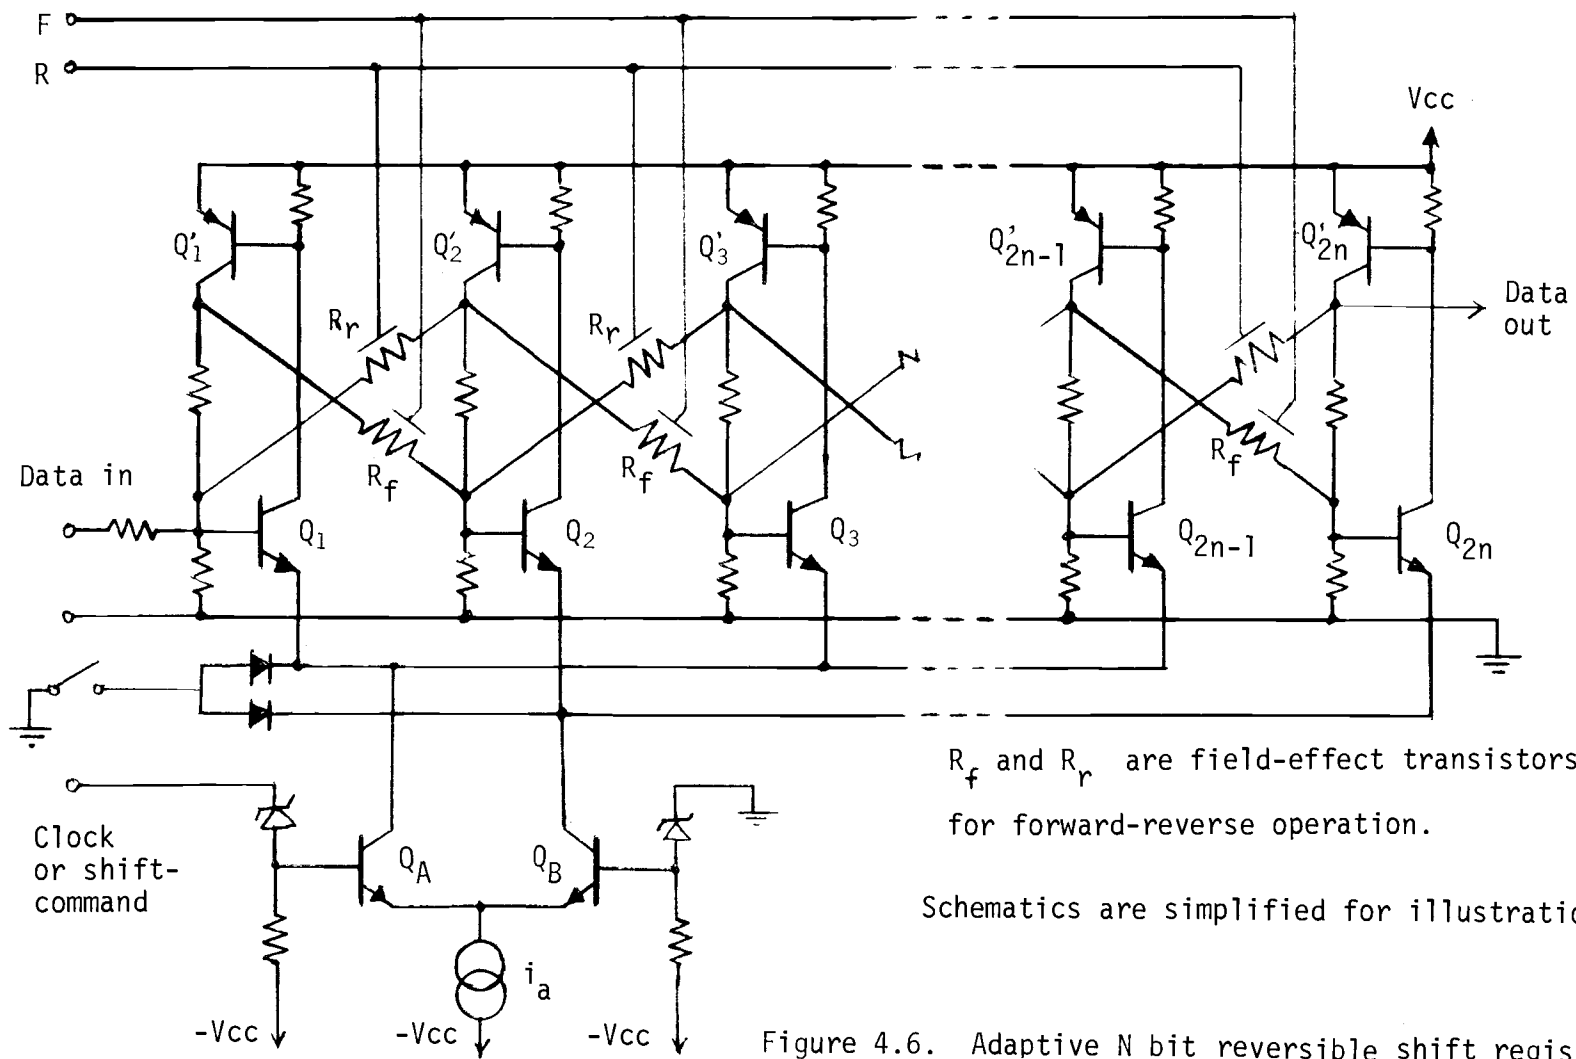 F
R
Vcc
Q'1
Q'2
Q'3
Q'2n-1
Q'2n
Data
out
Rr
Rr
Rf
Rf
Rf
Data in
Q1
Q2
Q3
Q2n-1
Q2n
Rf and Rr are field-effect transistors
for forward-reverse operation.
Clock
or shift-
command
QA
QB
Schematics are simplified for illustratio
ia
-Vcc
-Vcc
-Vcc
Figure 4.6. Adaptive N bit reversible shift regis